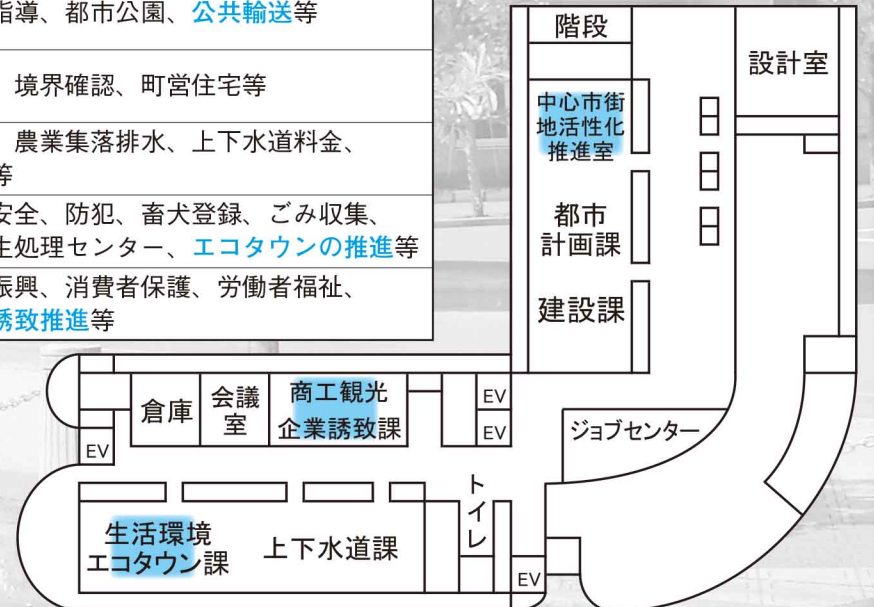 指導、都市公園、公共輸送等
境界確認、町営住宅等
農業集落排水、上下水道料金、
等
安全、防犯、畜犬登録、ごみ収集、
生処理センター、エコタウンの推進等
振興、消費者保護、労働者福祉、
誘致推進等
階段
設計室
中心市街
地活性化
推進室
都市
計画課
建設課
倉庫
会議
室
商工観光
企業誘致課
EV
EV
EV
ジョブセンター
トイレ
生活環境
エコタウン課
上下水道課
EV